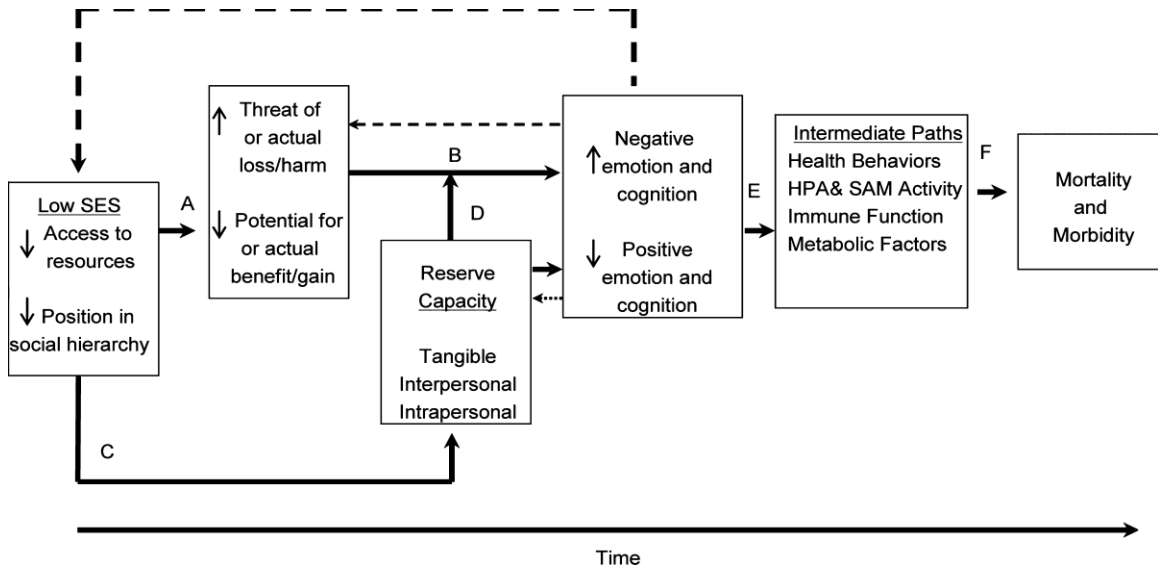 Low SES
Access to
resources
Position in
social hierarchy
A
Threat of
or actual
loss/harm
Potential for
or actual
benefit/gain
B
D
Reserve
Capacity
Tangible
Interpersonal
Intrapersonal
C
Negative
emotion and
cognition
Positive
emotion and
cognition
E
Intermediate Paths
Health Behaviors
HPA& SAM Activity
Immune Function
Metabolic Factors
F
Mortality
and
Morbidity
Time